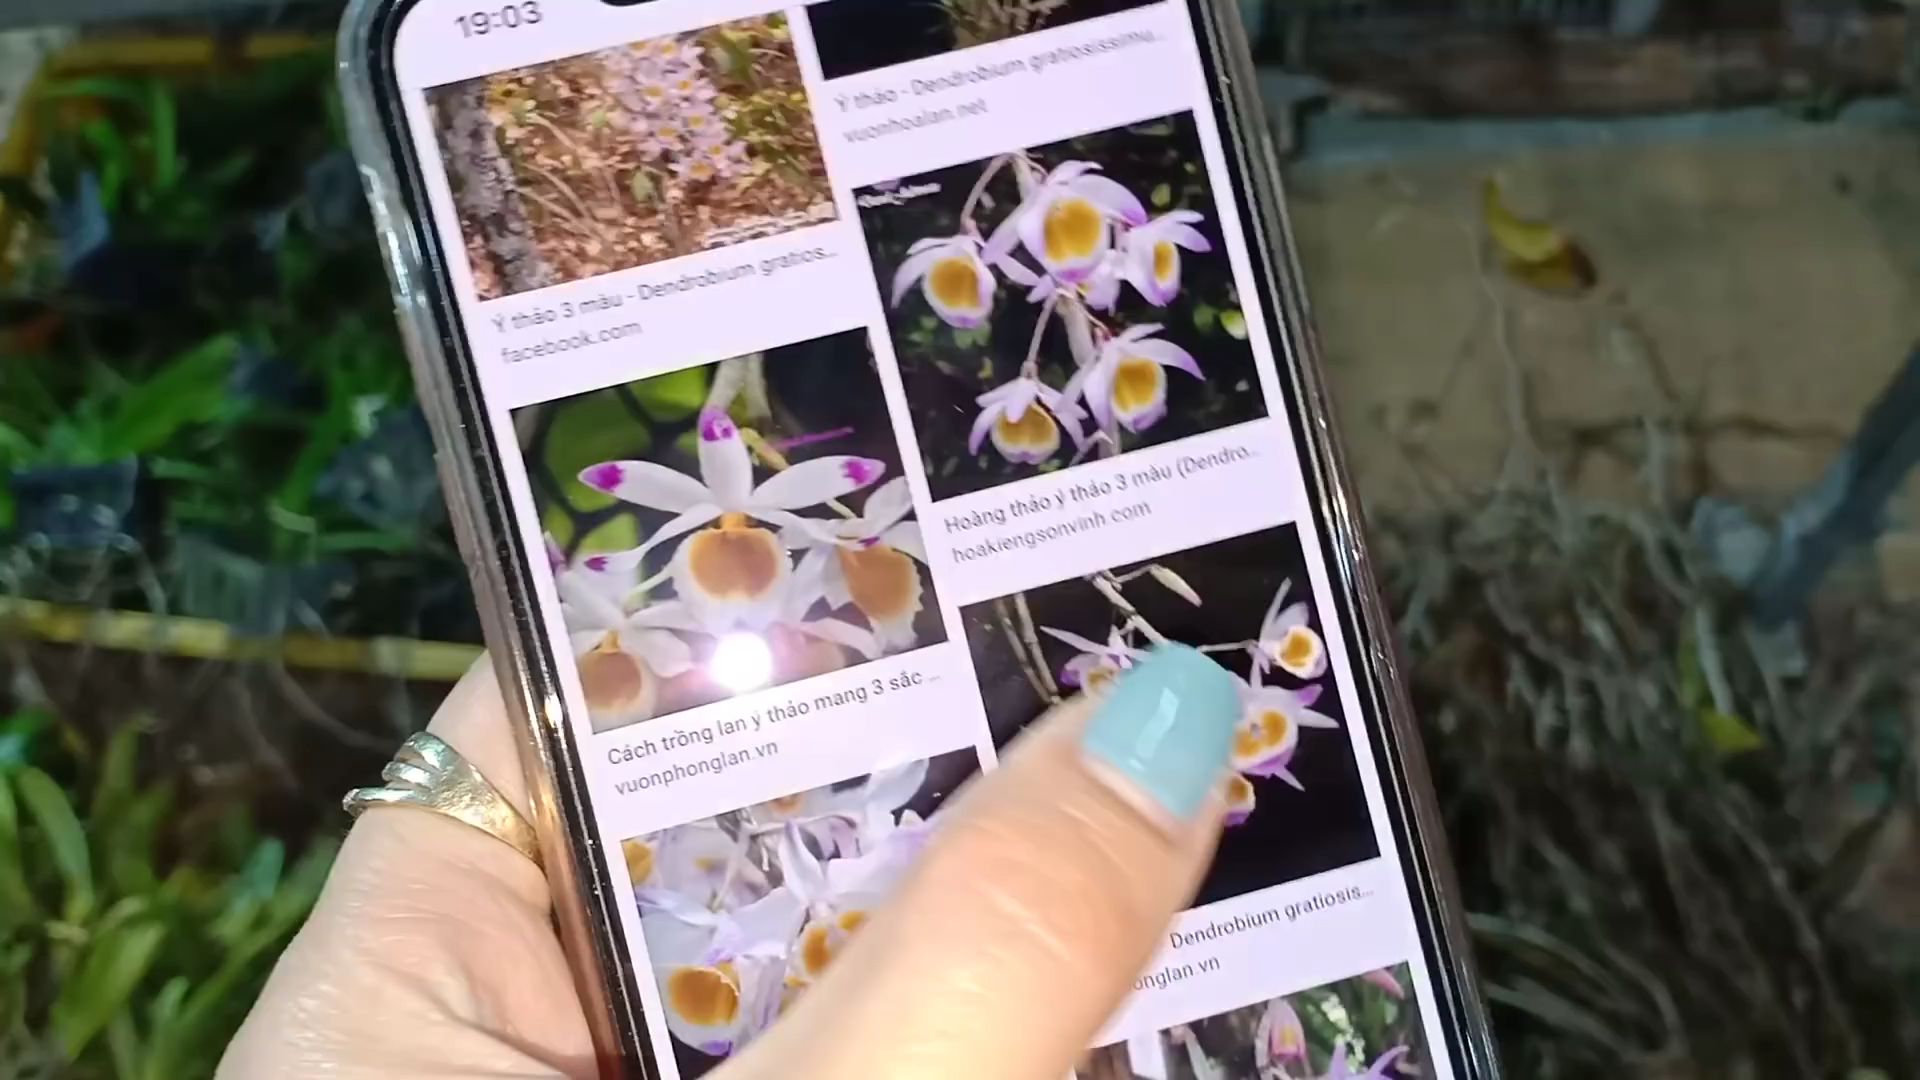 19:03
Ý thảo - Dendrobium gratiosissimu...
vuonhoalan.net
Ý thảo 3 màu - Dendrobium gratios...
facebook.com
Hoàng thảo ý thảo 3 màu (Dendro...
hoakiengsonvinh.com
Cách trồng lan ý thảo mang 3 sắc ...
vuonphonglan.vn
Dendrobium gratiosis...
onglan.vn